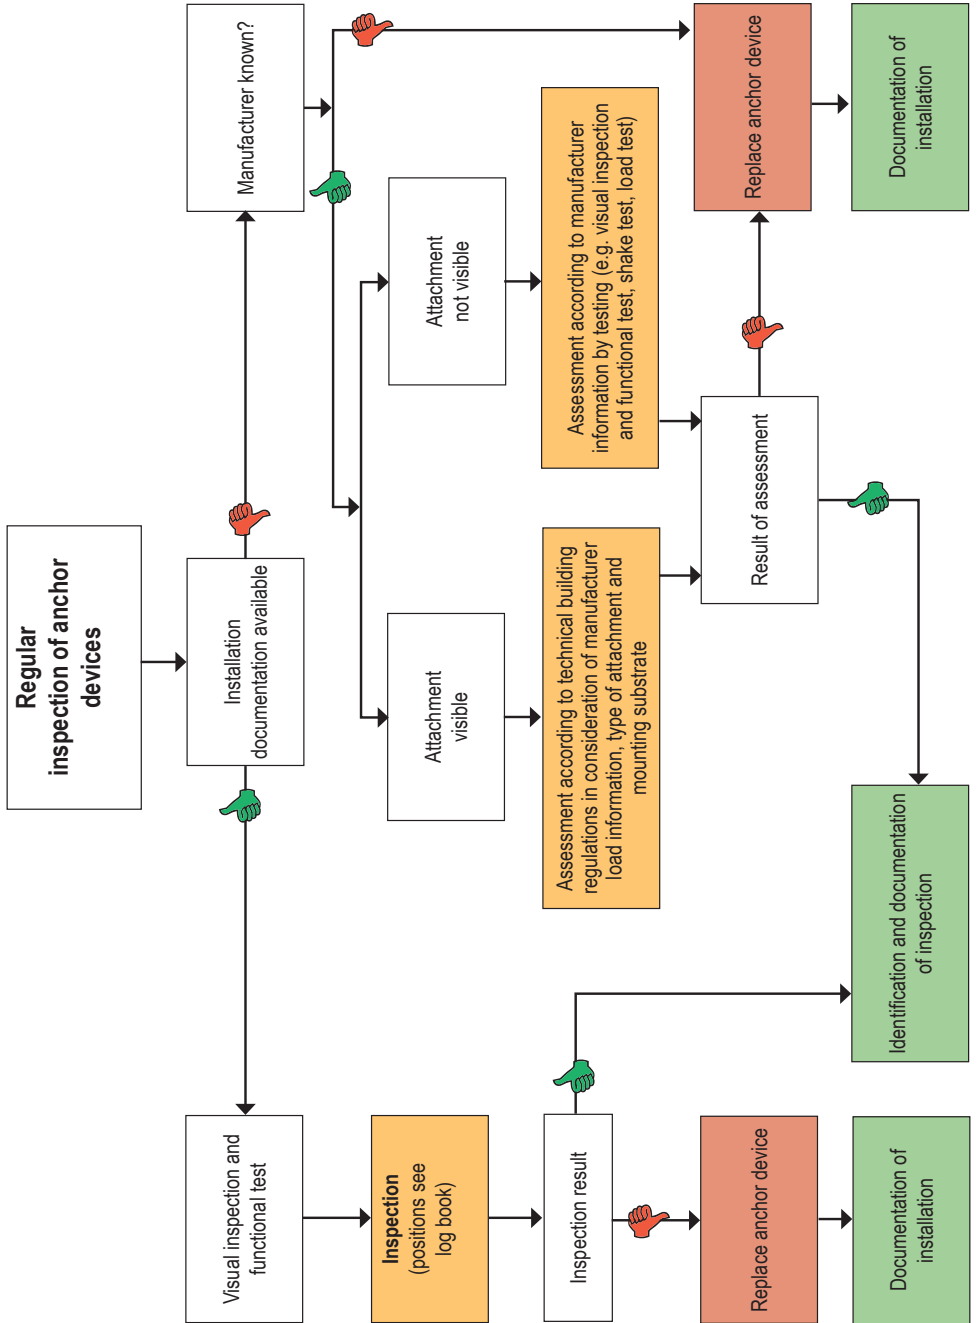 Regular
inspection of anchor
devices
Installation
documentation available
Visual inspection and
functional test
Manufacturer known?
Inspection
(positions see
log book)
Attachment
visible
Attachment
not visible
Inspection result
Assessment according to technical building
regulations in consideration of manufacturer
load information, type of attachment and
mounting substrate
Assessment according to manufacturer
information by testing (e.g. visual inspection
and functional test, shake test, load test)
Replace anchor device
Result of assessment
Replace anchor device
Documentation of
installation
Identification and documentation
of inspection
Documentation of
installation